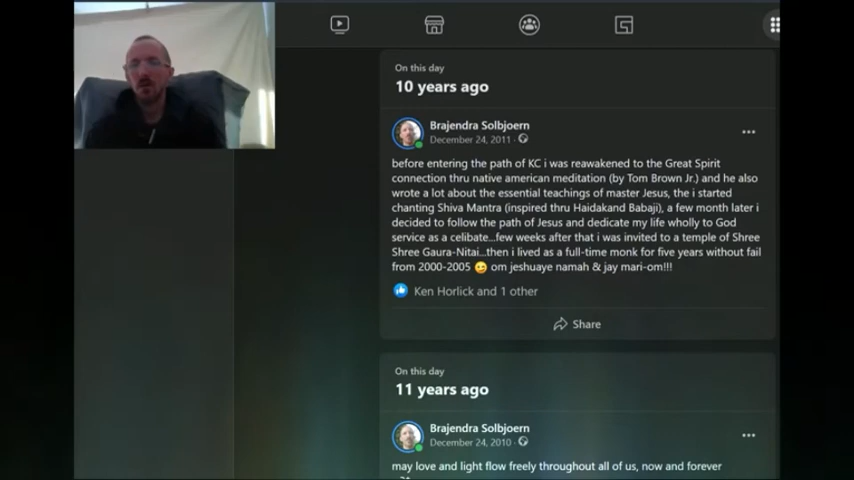 On this day
10 years ago
Brajendra Solbjoern
December 24, 2011 ·
before entering the path of KC i was reawakened to the Great Spirit
connection thru native american meditation (by Tom Brown Jr.) and he also
wrote a lot about the essential teachings of master Jesus, the i started
chanting Shiva Mantra (inspired thru Haidakand Babaji), a few month later i
decided to follow the path of Jesus and dedicate my life wholly to God
service as a celibate...few weeks after that i was invited to a temple of Shree
Shree Gaura-Nitai...then i lived as a full-time monk for five years without fail
from 2000-2005 😉 om jeshuaye namah & jay mari-om!!!
Ken Horlick and 1 other
Share
On this day
11 years ago
Brajendra Solbjoern
December 24, 2010 ·
may love and light flow freely throughout all of us, now and forever